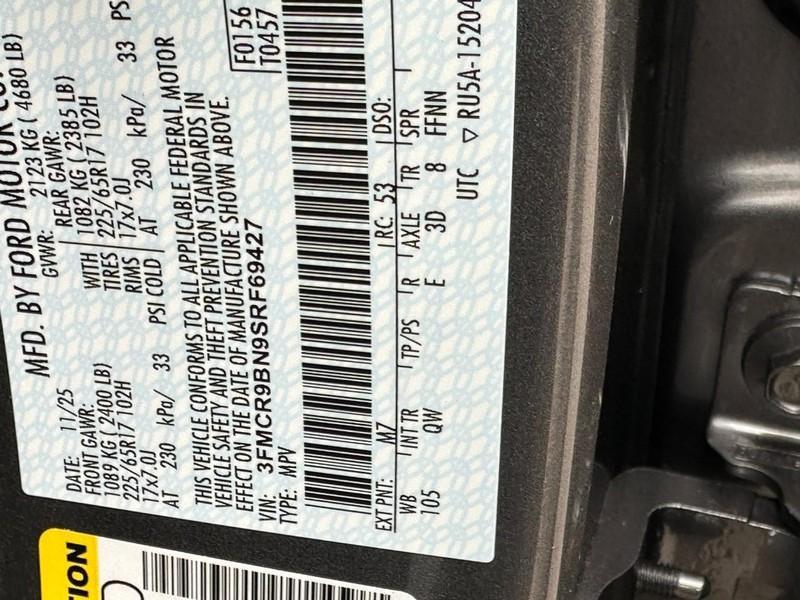 MFD. BY FORD MOTOR CO.
DATE: 11/25
GVWR: 2123 KG ( 4680 LB)
FRONT GAWR: REAR GAWR:
1089 KG ( 2400 LB) 1082 KG ( 2385 LB)
225/65R17 102H WITH TIRES 225/65R17 102H
17x7.0J RIMS 17x7.0J
AT 230 kPa/ 33 PSI COLD AT 230 kPa/ 33 PS
THIS VEHICLE CONFORMS TO ALL APPLICABLE FEDERAL MOTOR
VEHICLE SAFETY AND THEFT PREVENTION STANDARDS IN
EFFECT ON THE DATE OF MANUFACTURE SHOWN ABOVE.
VIN: 3FMCR9BN9SRF69427
TYPE: MPV
F0156
T0457
EXT PNT: M7 RC: 53 DSO:
WB INT TR TP/PS R AXLE TR SPR
105 QW E 3D 8 FFNN
UTC ▽ RU5A-15204
TION